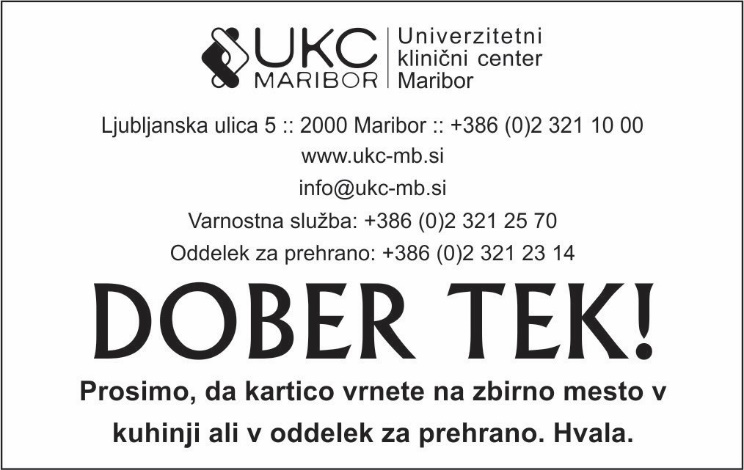 UKC
MARIBOR
Univerzitetni
klinični center
Maribor
Ljubljanska ulica 5 :: 2000 Maribor :: +386 (0)2 321 10 00
www.ukc-mb.si
info@ukc-mb.si
Varnostna služba: +386 (0)2 321 25 70
Oddelek za prehrano: +386 (0)2 321 23 14
DOBER TEK!
Prosimo, da kartico vrnete na zbirno mesto v
kuhinji ali v oddelek za prehrano. Hvala.